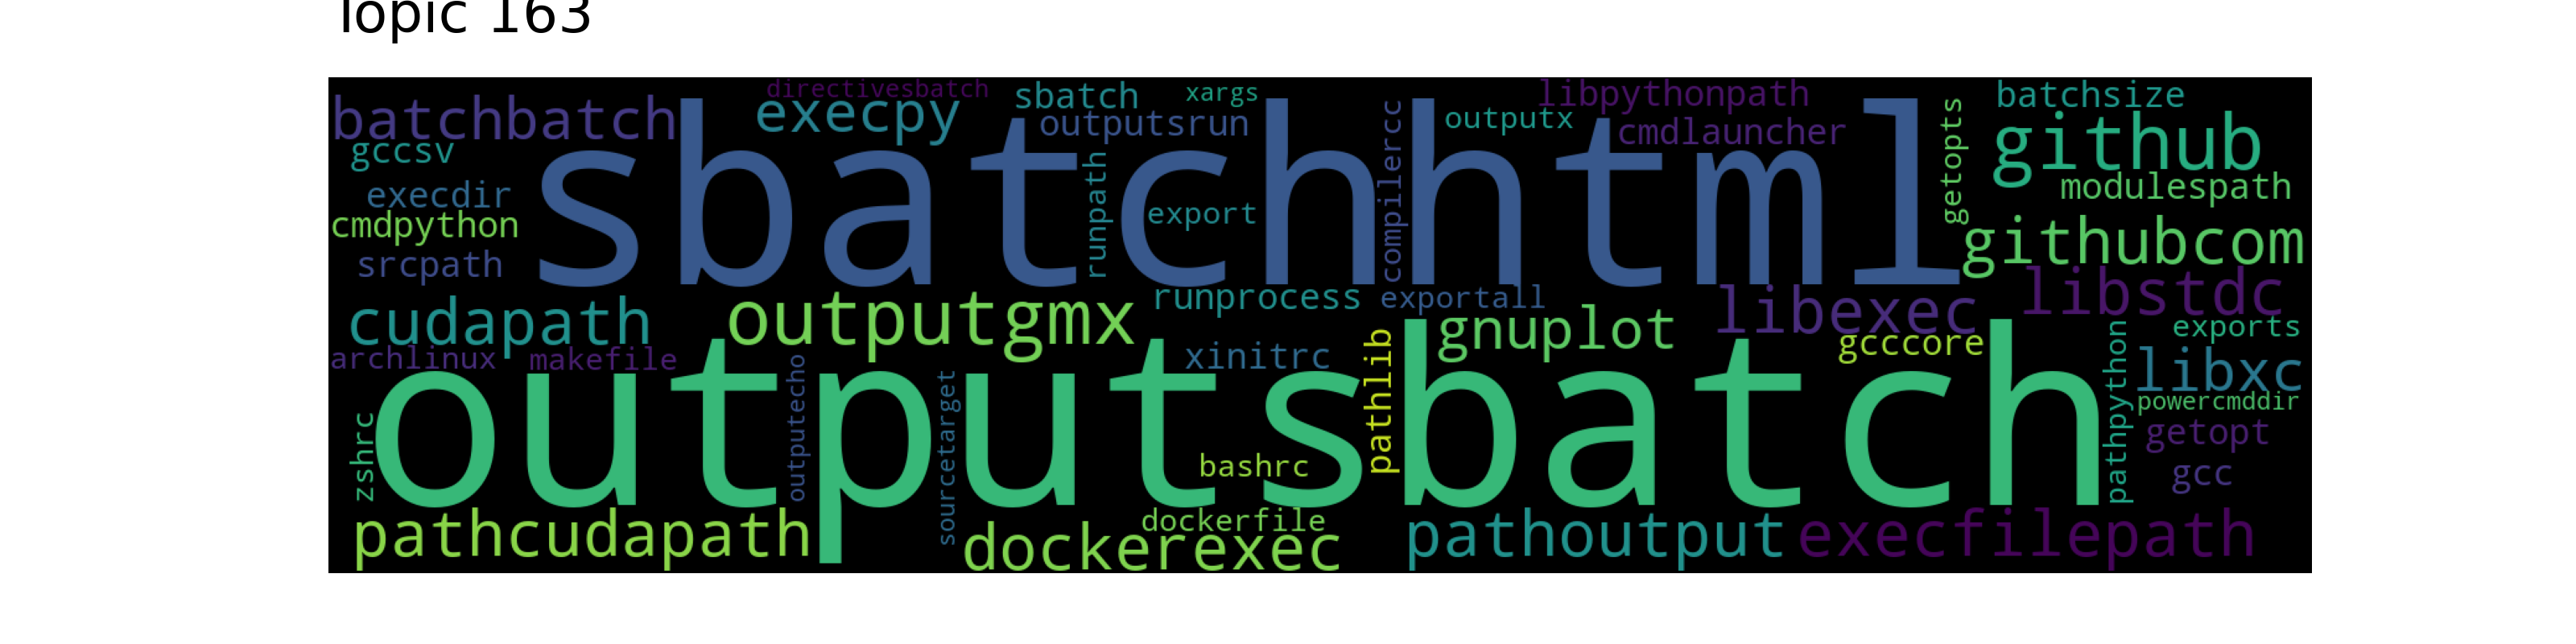 Topic 163
directivesbatch
batchbatch
execpy
sbatch
xargs
libpythonpath
batchsize
outputsrun
outputx
cmdlauncher
github
gccsv
sbatchhtml
execdir
runpath
export
compilercc
getopts
modulespath
cmdpython
githubcom
srcpath
libstdc
cudapath
outputgmx
runprocess
exportall
libexec
gnuplot
exports
gcccore
archlinux
makefile
xinitrc
libxc
outputsbatch
outputecho
sourcetarget
pathlib
pathpython
powercmddir
getopt
zshrc
bashrc
gcc
pathcudapath
dockerfile
dockerexec
pathoutput
execfilepath